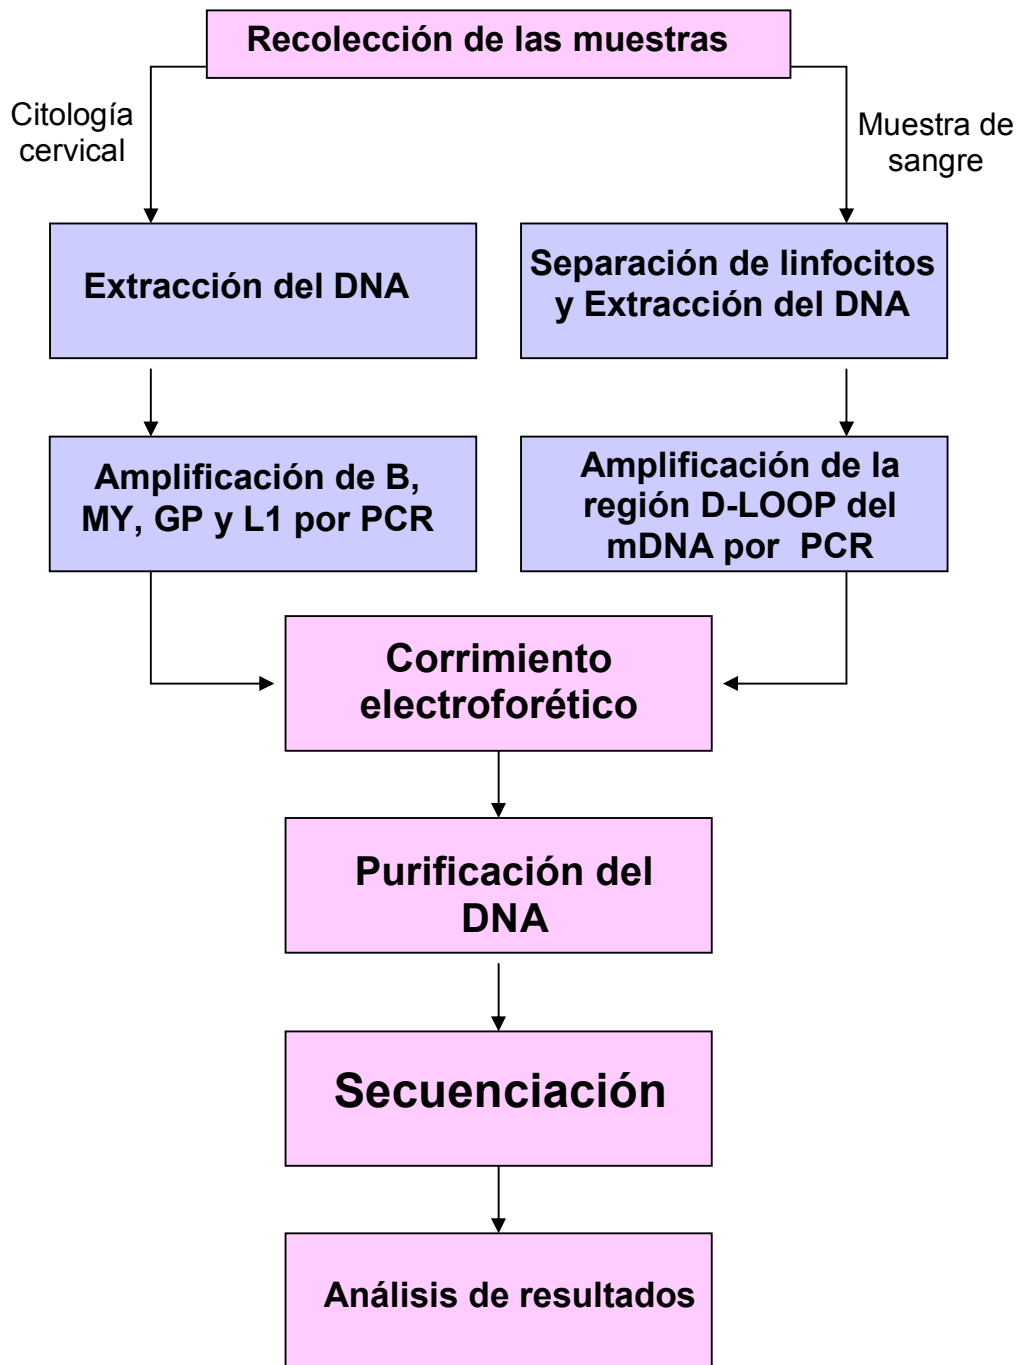 Recolección de las muestras
Citología
cervical
Muestra de
sangre
Extracción del DNA
Separación de linfocitos
y Extracción del DNA
Amplificación de B,
MY, GP y L1 por PCR
Amplificación de la
región D-LOOP del
mDNA por PCR
Corrimiento
electroforético
Purificación del
DNA
Secuenciación
Análisis de resultados